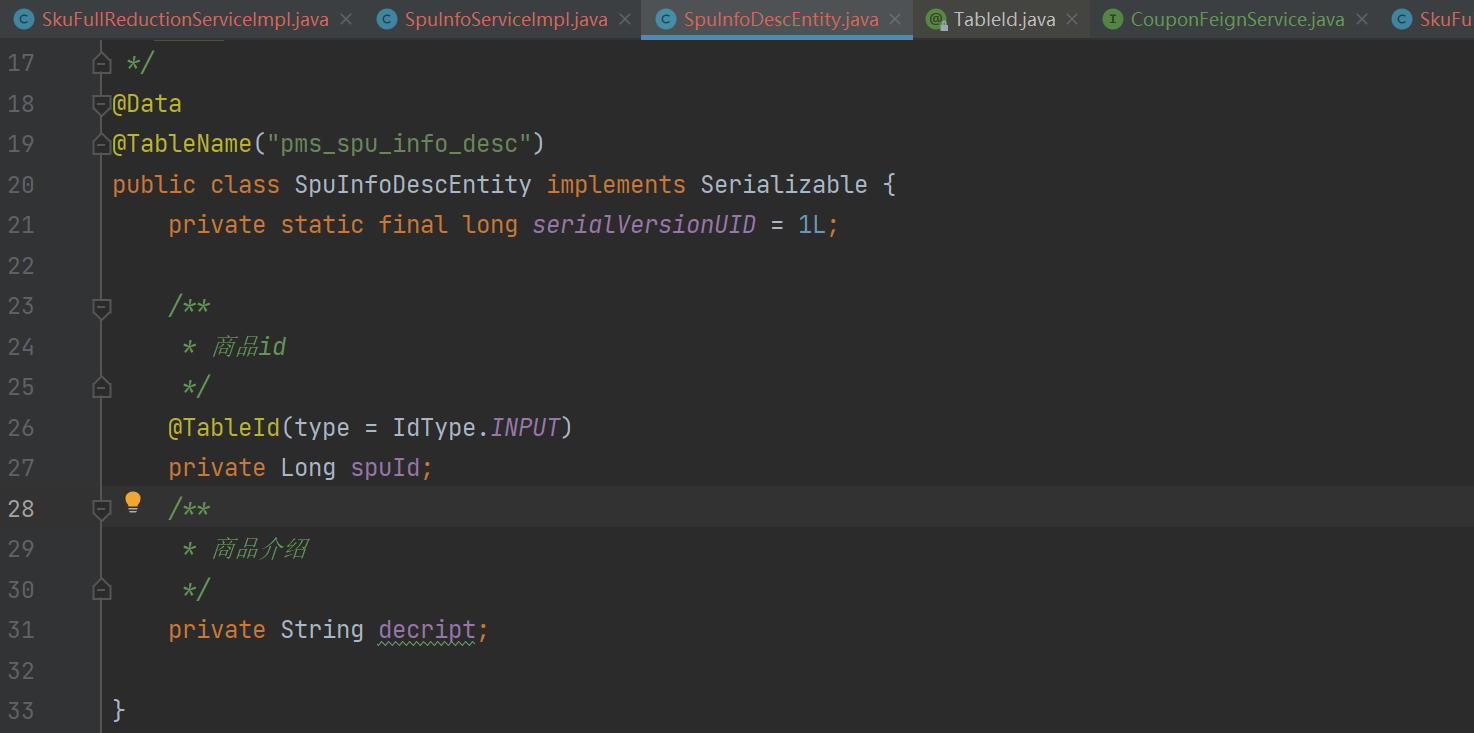 SkuFullReductionServiceImpl.java SpuInfoServiceImpl.java SpuInfoDescEntity.java TableId.java CouponFeignService.java SkuFu
17 */
18 @Data
19 @TableName("pms_spu_info_desc")
20 public class SpuInfoDescEntity implements Serializable {
21 private static final long serialVersionUID = 1L;
22
23 /**
24 * 商品id
25 */
26 @TableId(type = IdType.INPUT)
27 private Long spuId;
28 /**
29 * 商品介绍
30 */
31 private String decript;
32
33 }